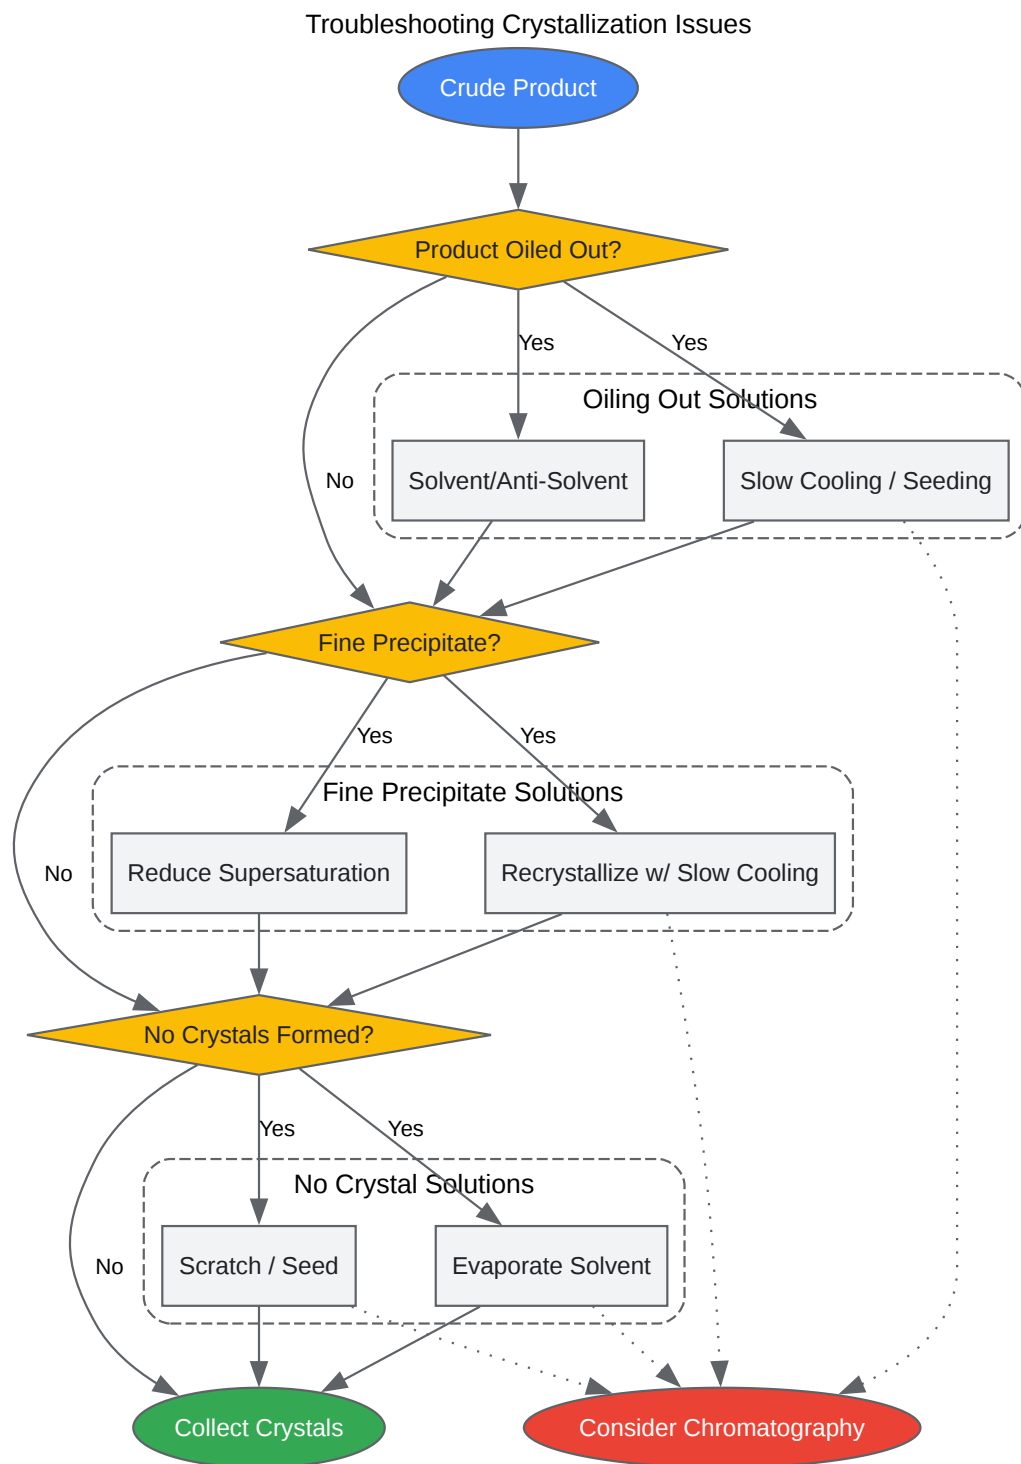 Troubleshooting Crystallization Issues
Crude Product
Product Oiled Out?
Yes
Yes
Oiling Out Solutions
No
Solvent/Anti-Solvent
Slow Cooling / Seeding
Fine Precipitate?
Yes
Yes
Fine Precipitate Solutions
No
Reduce Supersaturation
Recrystallize w/ Slow Cooling
No Crystals Formed?
Yes
Yes
No Crystal Solutions
No
Scratch / Seed
Evaporate Solvent
Collect Crystals
Consider Chromatography